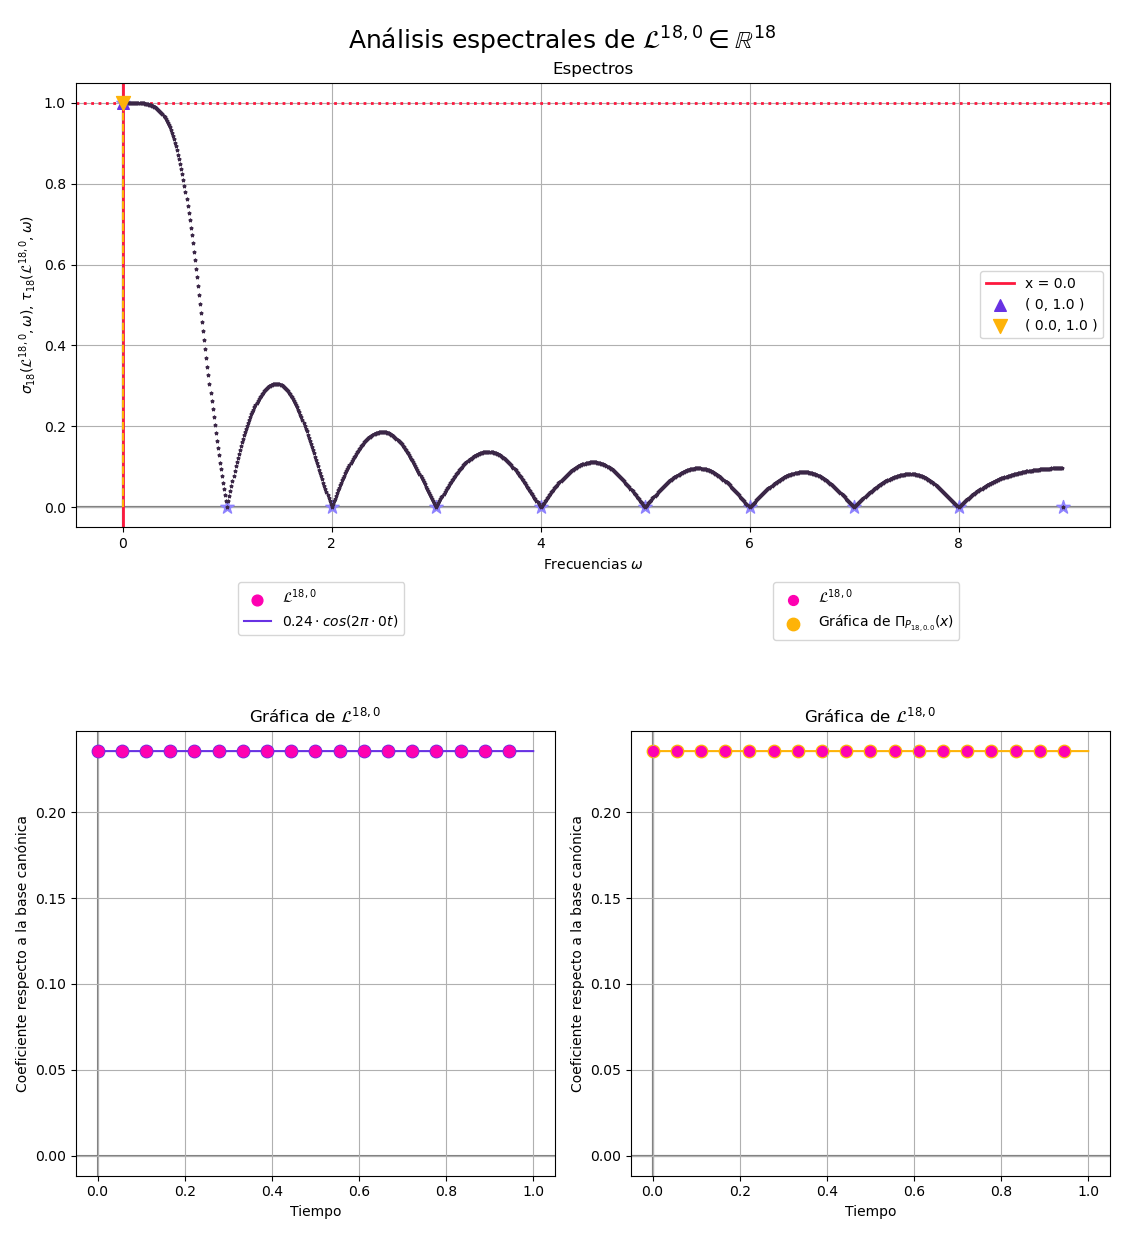 Análisis espectrales de ℒ^{18,0} ∈ ℝ^{18}
Espectros
σ_{18}(ℒ^{18,0}, ω), τ_{18}(ℒ^{18,0}, ω)
1.0
0.8
0.6
0.4
0.2
0.0
x = 0.0
( 0, 1.0 )
( 0.0, 1.0 )
0 2 4 6 8
Frecuencias ω
ℒ^{18,0}
0.24 · cos(2π · 0t)
ℒ^{18,0}
Gráfica de Π_{P_{18,0.0}}(x)
Gráfica de ℒ^{18,0}
Coeficiente respecto a la base canónica
0.20
0.15
0.10
0.05
0.00
0.0 0.2 0.4 0.6 0.8 1.0
Tiempo
Gráfica de ℒ^{18,0}
Coeficiente respecto a la base canónica
0.20
0.15
0.10
0.05
0.00
0.0 0.2 0.4 0.6 0.8 1.0
Tiempo